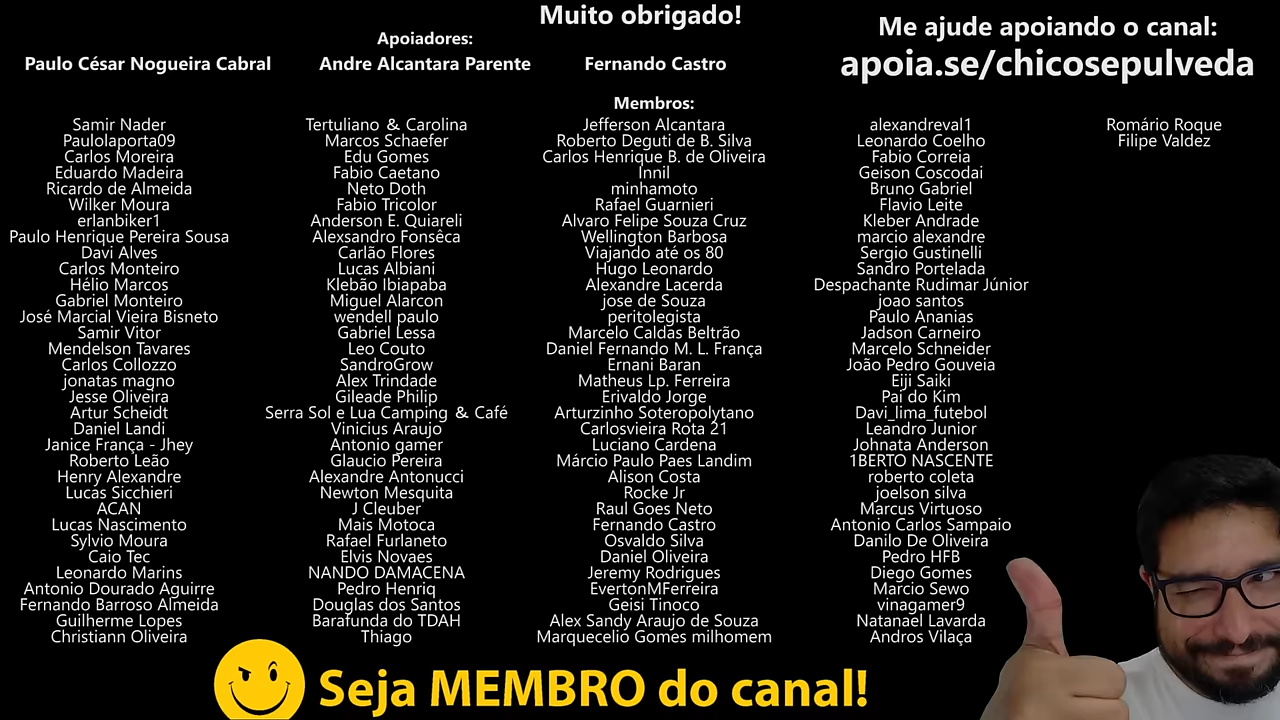 Muito obrigado!
Apoiadores:
Paulo César Nogueira Cabral
Andre Alcantara Parente
Fernando Castro
Me ajude apoiando o canal:
apoia.se/chicosepulveda
Membros:
Samir Nader
Paulolaporta09
Carlos Moreira
Eduardo Madeira
Ricardo de Almeida
Wilker Moura
erlanbiker1
Paulo Henrique Pereira Sousa
Davi Alves
Carlos Monteiro
Hélio Marcos
Gabriel Monteiro
José Marcial Vieira Bisneto
Samir Vitor
Mendelson Tavares
Carlos Collozzo
jonatas magno
Jesse Oliveira
Artur Scheidt
Daniel Landi
Janice França - Jhey
Roberto Leão
Henry Alexandre
Lucas Sicchieri
ACAN
Lucas Nascimento
Sylvio Moura
Caio Tec
Leonardo Marins
Antonio Dourado Aguirre
Fernando Barroso Almeida
Guilherme Lopes
Christiann Oliveira
Tertuliano & Carolina
Marcos Schaefer
Edu Gomes
Fabio Caetano
Neto Doth
Fabio Tricolor
Anderson E. Quiareli
Alexsandro Fonsêca
Carlão Flores
Lucas Albiani
Klebão Ibiapaba
Miguel Alarcon
wendell paulo
Gabriel Lessa
Leo Couto
SandroGrow
Alex Trindade
Gileade Philip
Serra Sol e Lua Camping & Café
Vinicius Araujo
Antonio gamer
Glaucio Pereira
Alexandre Antonucci
Newton Mesquita
J Cleuber
Mais Motoca
Rafael Furlaneto
Elvis Novaes
NANDO DAMACENA
Pedro Henriq
Douglas dos Santos
Barafunda do TDAH
Thiago
Jefferson Alcantara
Roberto Deguti de B. Silva
Carlos Henrique B. de Oliveira
Innil
minhamoto
Rafael Guarnieri
Alvaro Felipe Souza Cruz
Wellington Barbosa
Viajando até os 80
Hugo Leonardo
Alexandre Lacerda
jose de Souza
peritolegista
Marcelo Caldas Beltrão
Daniel Fernando M. L. França
Ernani Baran
Matheus Lp. Ferreira
Erivaldo Jorge
Arturzinho Soteropolytano
Carlosvieira Rota 21
Luciano Cardena
Márcio Paulo Paes Landim
Alison Costa
Rocke Jr
Raul Goes Neto
Fernando Castro
Osvaldo Silva
Daniel Oliveira
Jeremy Rodrigues
EvertonMFerreira
Geisi Tinoco
Alex Sandy Araujo de Souza
Marquecelio Gomes milhomem
alexandreval1
Leonardo Coelho
Fabio Correia
Geison Coscodai
Bruno Gabriel
Flavio Leite
Kleber Andrade
marcio alexandre
Sergio Gustinelli
Sandro Portelada
Despachante Rudimar Júnior
joao santos
Paulo Ananias
Jadson Carneiro
Marcelo Schneider
João Pedro Gouveia
Eiji Saiki
Pai do Kim
Davi_lima_futebol
Leandro Junior
Johnata Anderson
1BERTO NASCENTE
roberto coleta
joelson silva
Marcus Virtuoso
Antonio Carlos Sampaio
Danilo De Oliveira
Pedro HFB
Diego Gomes
Marcio Sewo
vinagamer9
Natanael Lavarda
Andros Vilaça
Romário Roque
Filipe Valdez
Seja MEMBRO do canal!